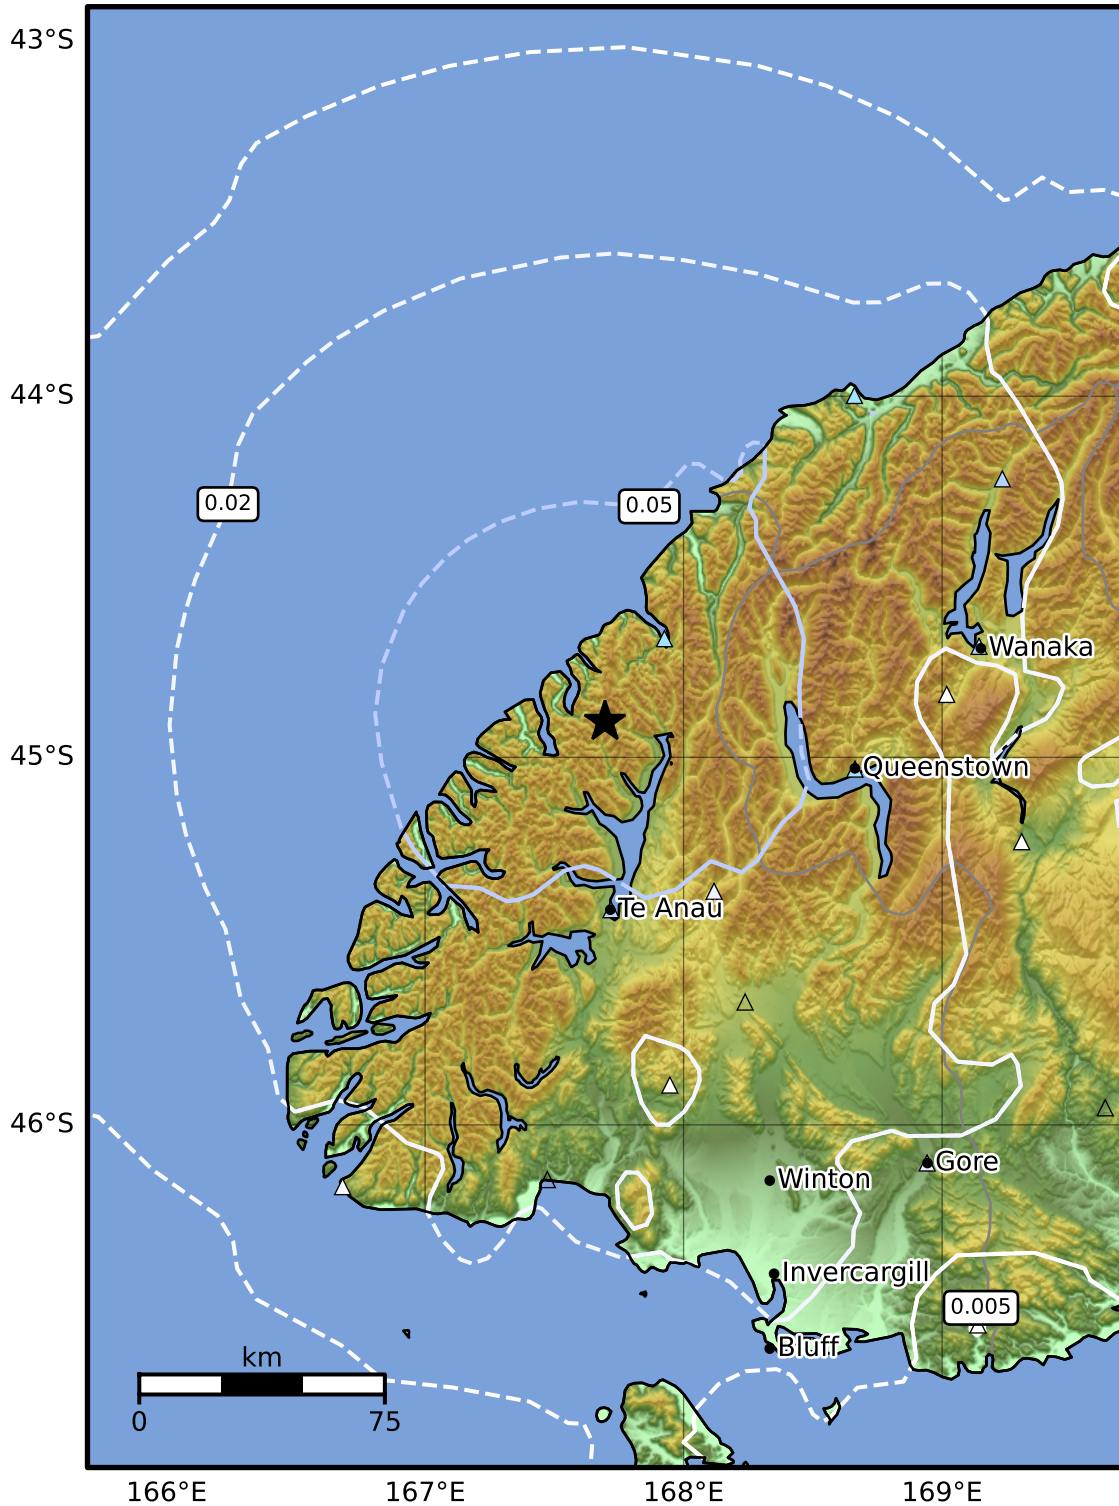 43°S
44°S
0.02
0.05
Wanaka
45°S
Queenstown
Te Anau
46°S
Gore
Winton
Invercargill
0.005
Bluff
km
0 75
166°E 167°E 168°E 169°E